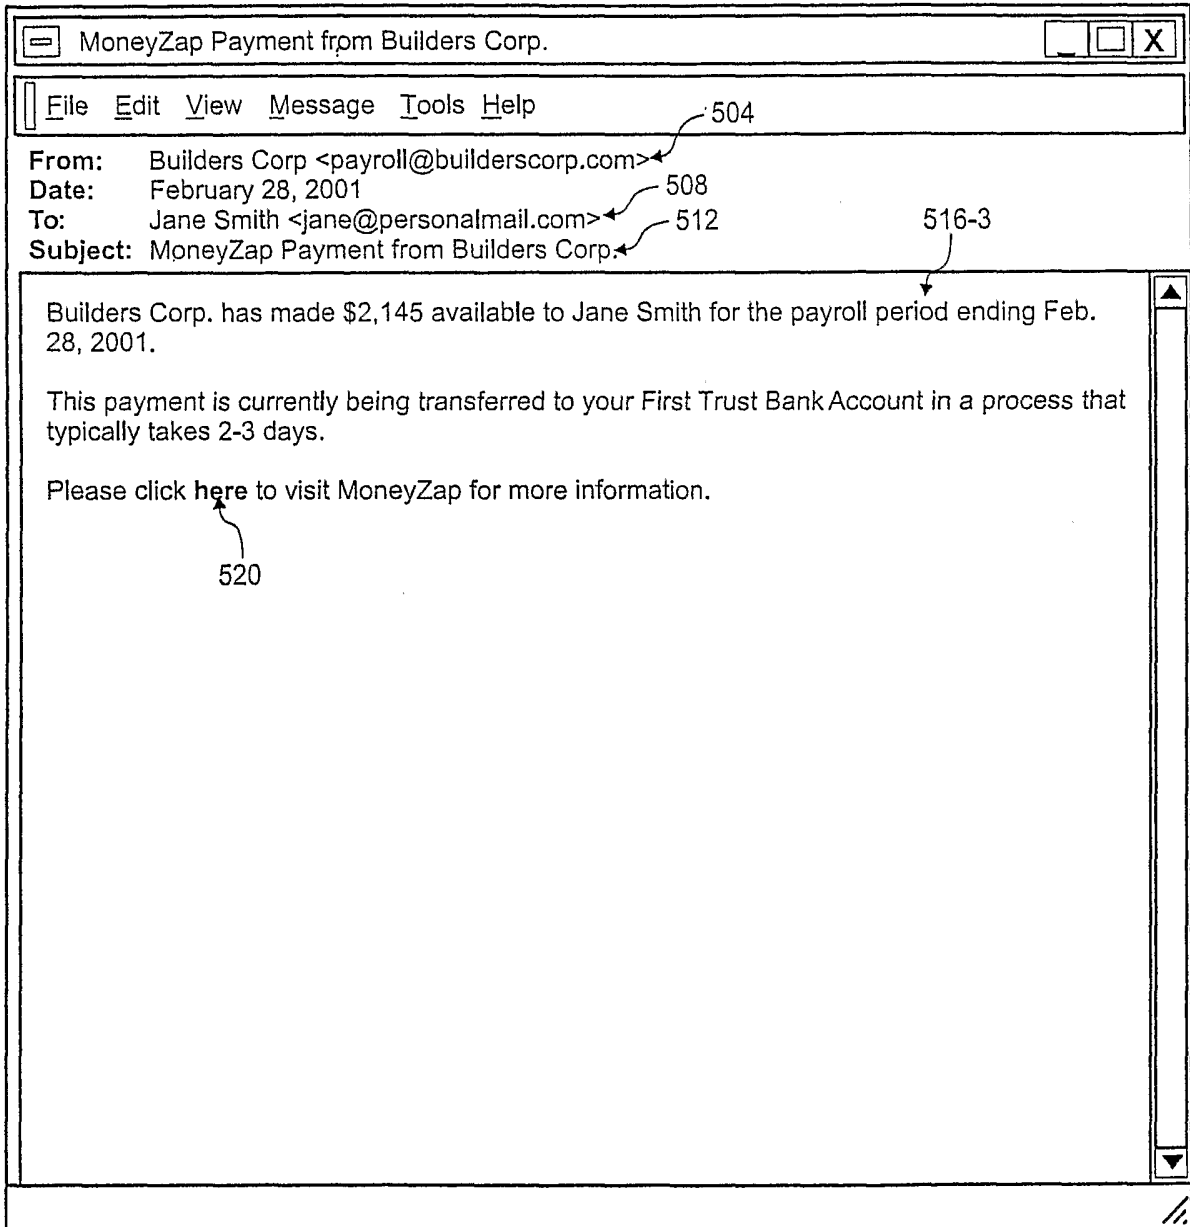 MoneyZap Payment from Builders Corp.
X
File Edit View Message Tools Help
504
From: Builders Corp <payroll@builderscorp.com>
Date: February 28, 2001
508
To: Jane Smith <jane@personalmail.com>
512
516-3
Subject: MoneyZap Payment from Builders Corp.
Builders Corp. has made $2,145 available to Jane Smith for the payroll period ending Feb.
28, 2001.
This payment is currently being transferred to your First Trust Bank Account in a process that
typically takes 2-3 days.
Please click here to visit MoneyZap for more information.
520